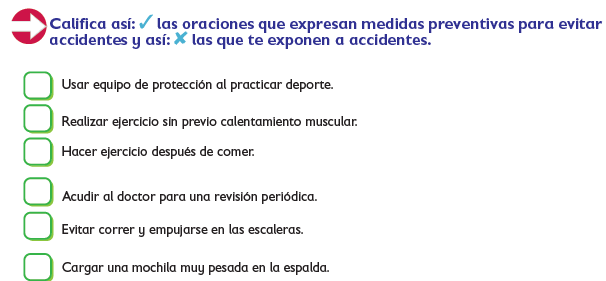 Califica así: ✓ las oraciones que expresan medidas preventivas para evitar
accidentes y así: ✘ las que te exponen a accidentes.
Usar equipo de protección al practicar deporte.
Realizar ejercicio sin previo calentamiento muscular.
Hacer ejercicio después de comer.
Acudir al doctor para una revisión periódica.
Evitar correr y empujarse en las escaleras.
Cargar una mochila muy pesada en la espalda.